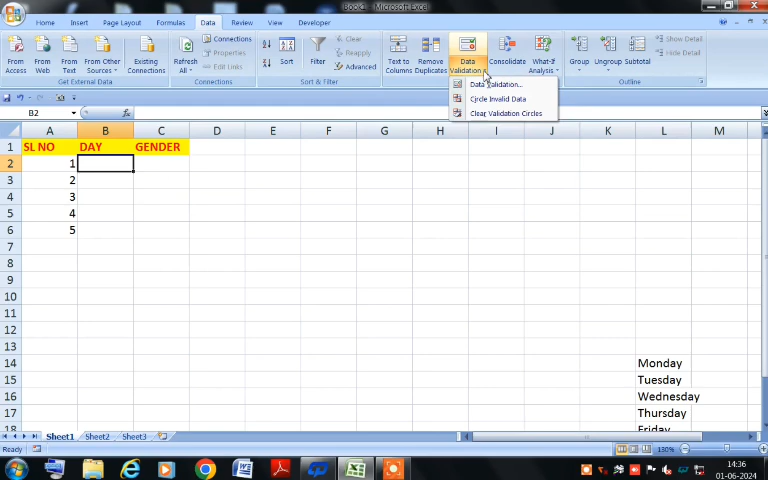 Book1 - Microsoft Excel
Home Insert Page Layout Formulas Data Review View Developer
From Access
From Web
From Text
From Other Sources
Existing Connections
Get External Data
Refresh All
Connections
Properties
Edit Links
Connections
Sort
Filter
Clear
Reapply
Advanced
Sort & Filter
Text to Columns
Remove Duplicates
Data Validation
Consolidate
What-If Analysis
Group
Ungroup
Subtotal
Show Detail
Hide Detail
Outline
Data Validation...
Circle Invalid Data
Clear Validation Circles
B2
fx
A B C D E F G H I J K L M
1 SL NO DAY GENDER
2 1
3 2
4 3
5 4
6 5
7
8
9
10
11
12
13
14 Monday
15 Tuesday
16 Wednesday
17 Thursday
18 Friday
Sheet1 Sheet2 Sheet3
Ready
130%
14:36
01-06-2024